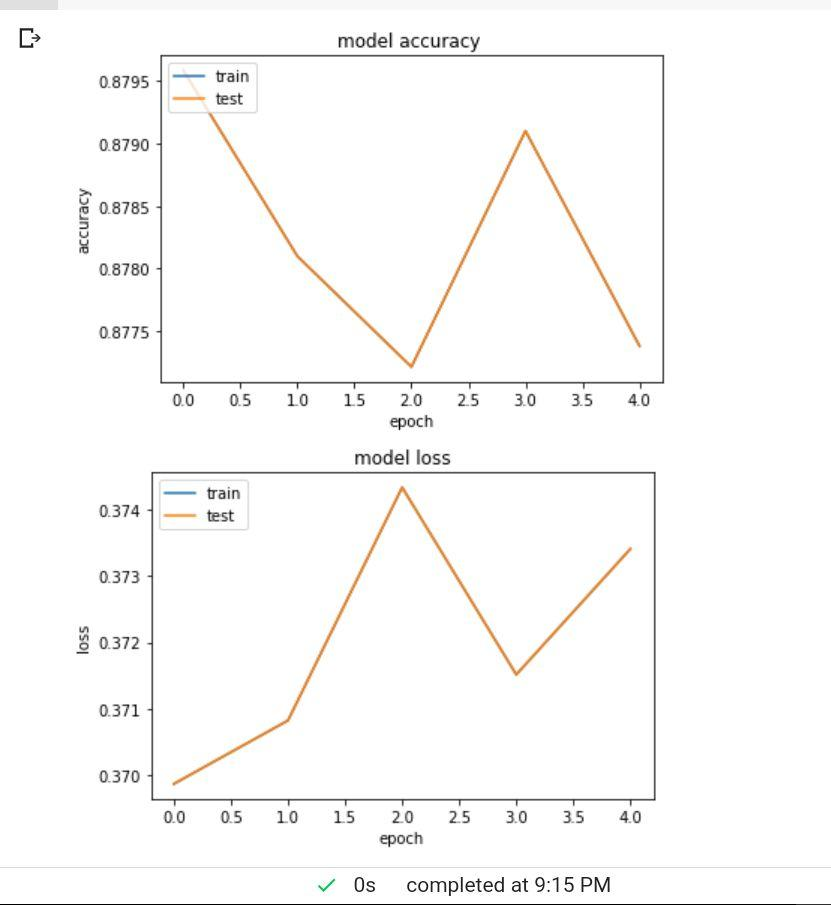 model accuracy
train
test
0.8795
0.8790
0.8785
0.8780
0.8775
accuracy
0.0 0.5 1.0 1.5 2.0 2.5 3.0 3.5 4.0
epoch
model loss
train
test
0.374
0.373
0.372
0.371
0.370
loss
0.0 0.5 1.0 1.5 2.0 2.5 3.0 3.5 4.0
epoch
0s completed at 9:15 PM